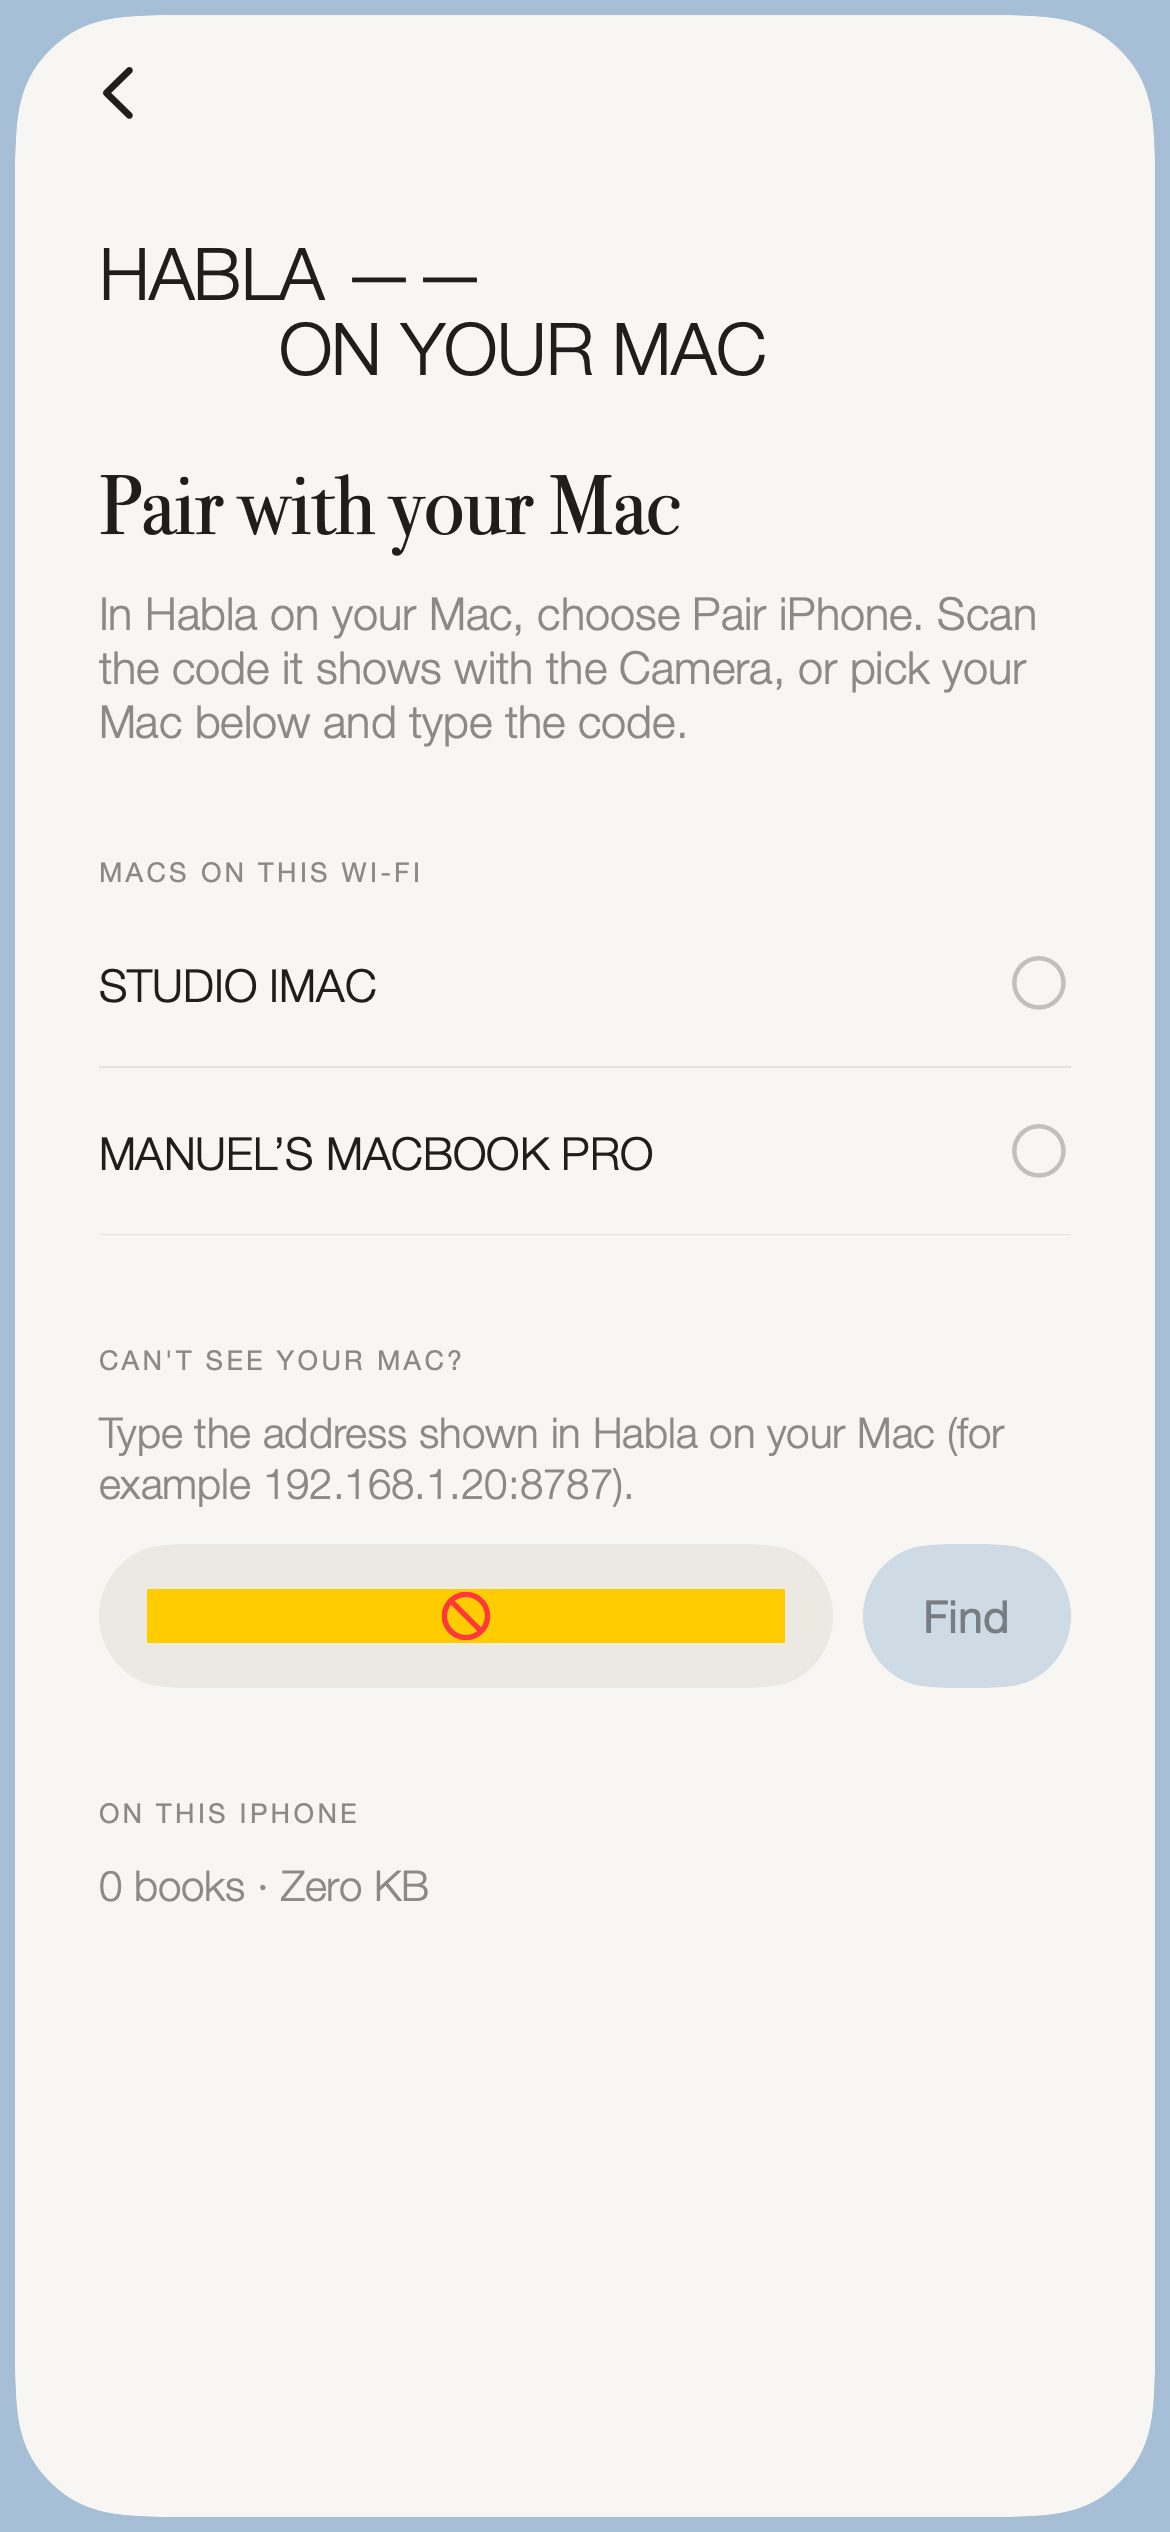 HABLA — —
ON YOUR MAC
Pair with your Mac
In Habla on your Mac, choose Pair iPhone. Scan
the code it shows with the Camera, or pick your
Mac below and type the code.
MACS ON THIS WI-FI
STUDIO IMAC
MANUEL’S MACBOOK PRO
CAN'T SEE YOUR MAC?
Type the address shown in Habla on your Mac (for
example 192.168.1.20:8787).
Find
ON THIS IPHONE
0 books · Zero KB